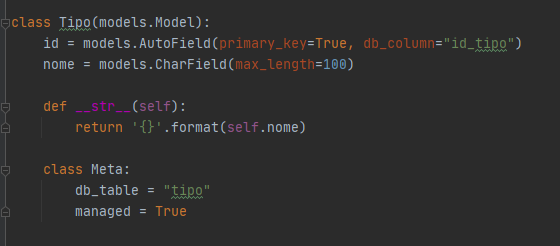 class Tipo(models.Model):
    id = models.AutoField(primary_key=True, db_column="id_tipo")
    nome = models.CharField(max_length=100)
    def __str__(self):
        return '{}'.format(self.nome)
    class Meta:
        db_table = "tipo"
        managed = True